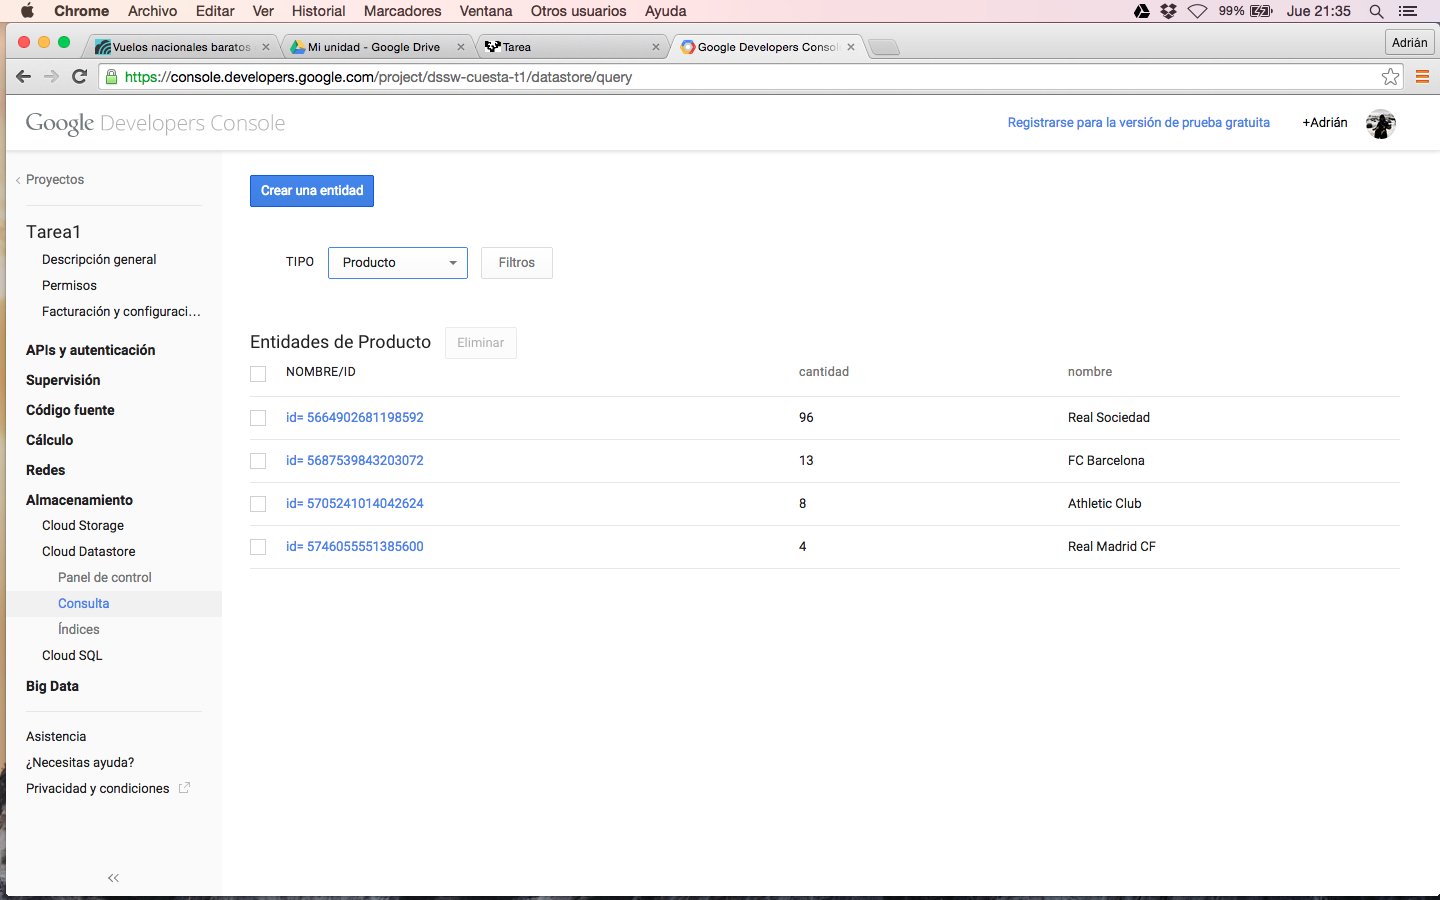 Chrome Archivo Editar Ver Historial Marcadores Ventana Otros usuarios Ayuda 99% Jue 21:35
Vuelos nacionales baratos Mi unidad - Google Drive Tarea Google Developers Consol Adrián
https://console.developers.google.com/project/dssw-cuesta-t1/datastore/query
Google Developers Console Registrarse para la versión de prueba gratuita +Adrián
Proyectos
Tarea1
Descripción general
Permisos
Facturación y configuraci...
APIs y autenticación
Supervisión
Código fuente
Cálculo
Redes
Almacenamiento
Cloud Storage
Cloud Datastore
Panel de control
Consulta
Índices
Cloud SQL
Big Data
Asistencia
¿Necesitas ayuda?
Privacidad y condiciones
Crear una entidad
TIPO Producto Filtros
Entidades de Producto Eliminar
NOMBRE/ID cantidad nombre
id= 5664902681198592 96 Real Sociedad
id= 5687539843203072 13 FC Barcelona
id= 5705241014042624 8 Athletic Club
id= 5746055551385600 4 Real Madrid CF